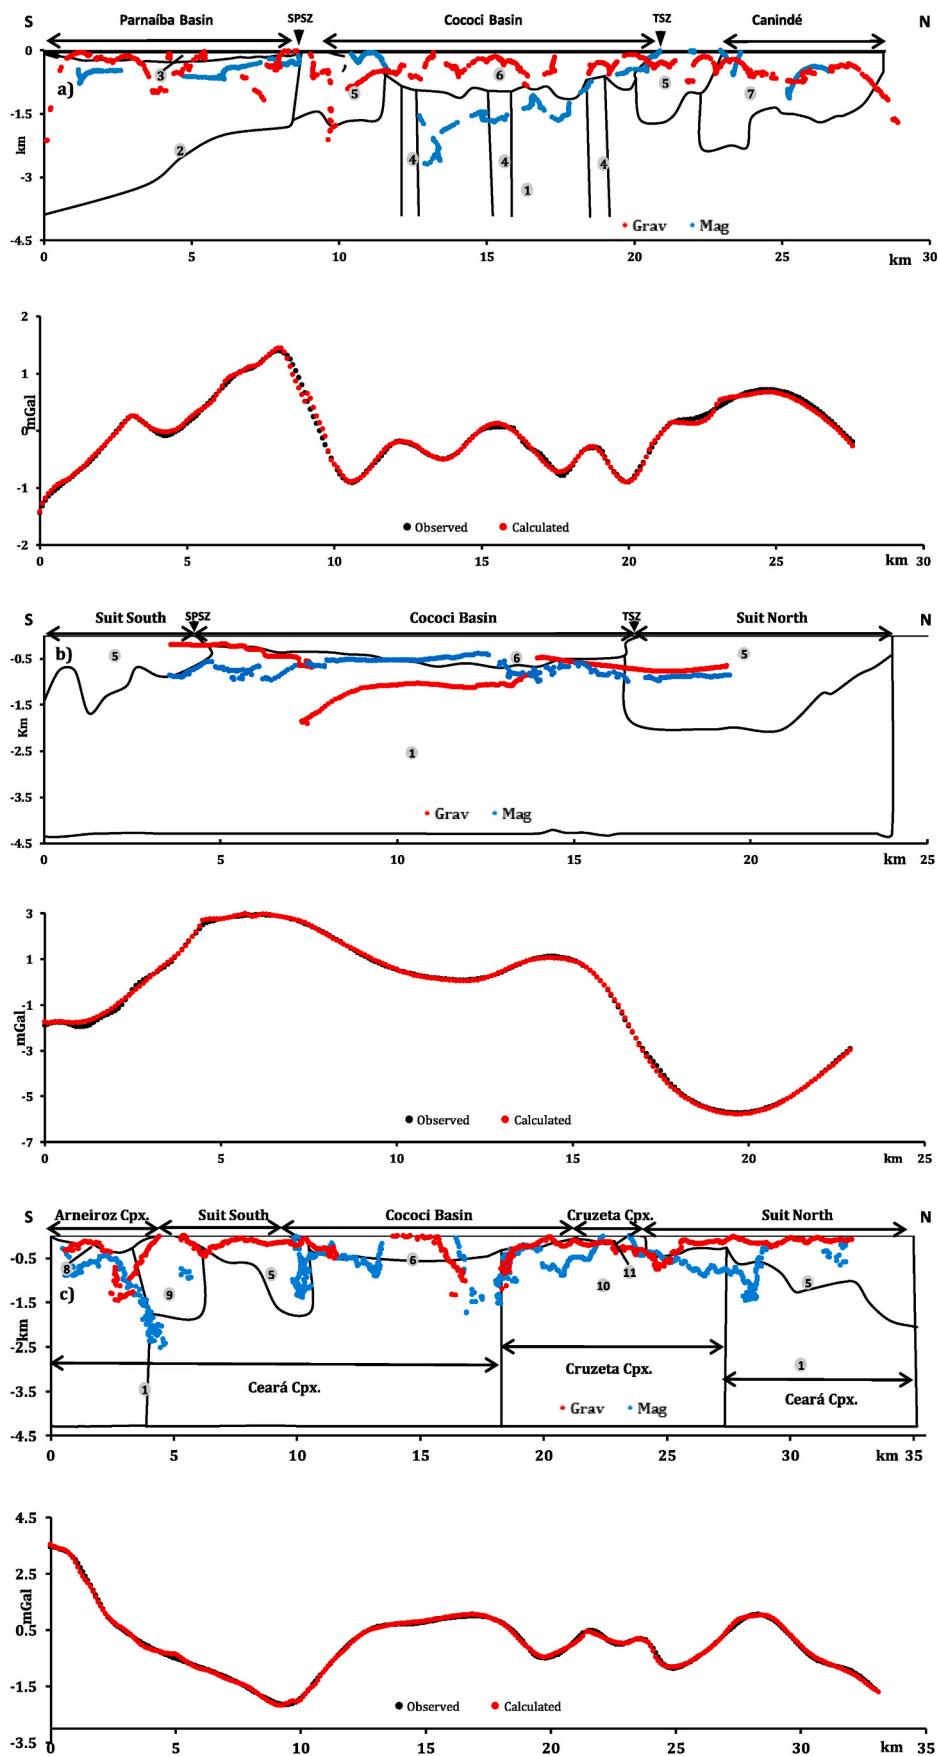 S Parnaíba Basin SPSZ Cococi Basin TSZ Canindé N
0
3 6
a) 5 5 7
-1.5
km
2 4 4 4
-3 1
Grav Mag
-4.5
0 5 10 15 20 25 30
km
2
1
mGal
0
-1
Observed Calculated
-2
0 5 10 15 20 25 30
km
S Suit South SPSZ Cococi Basin TSZ Suit North N
b) 5 6 5
-0.5
-1.5
Km
-2.5 1
-3.5
Grav Mag
-4.5
0 5 10 15 20 km
3
1
-1
mGal
-3
-5
Observed Calculated
-7
0 5 10 15 20 25
km
S Arneiroz Cpx. Suit South Cococi Basin Cruzeta Cpx. Suit North N
-0.5
8 5 6 11 5
c) 9 10
-1.5
km
-2.5
Cruzeta Cpx. 1
-3.5 1 Ceará Cpx. Ceará Cpx.
Grav Mag
-4.5
0 5 10 15 20 25 30 km 35
4.5
2.5
mGal
0.5
-1.5
Observed Calculated
-3.5
0 5 10 15 20 25 30 km 35